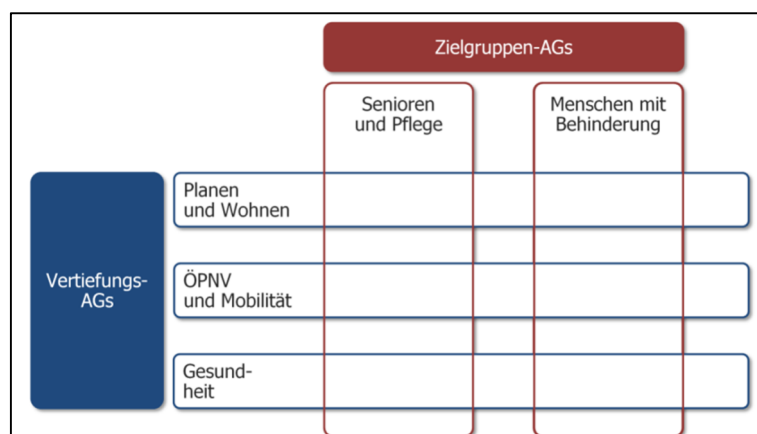 Zielgruppen-AGs
Senioren
und Pflege
Menschen mit
Behinderung
Vertiefungs-
AGs
Planen
und Wohnen
ÖPNV
und Mobilität
Gesund-
heit